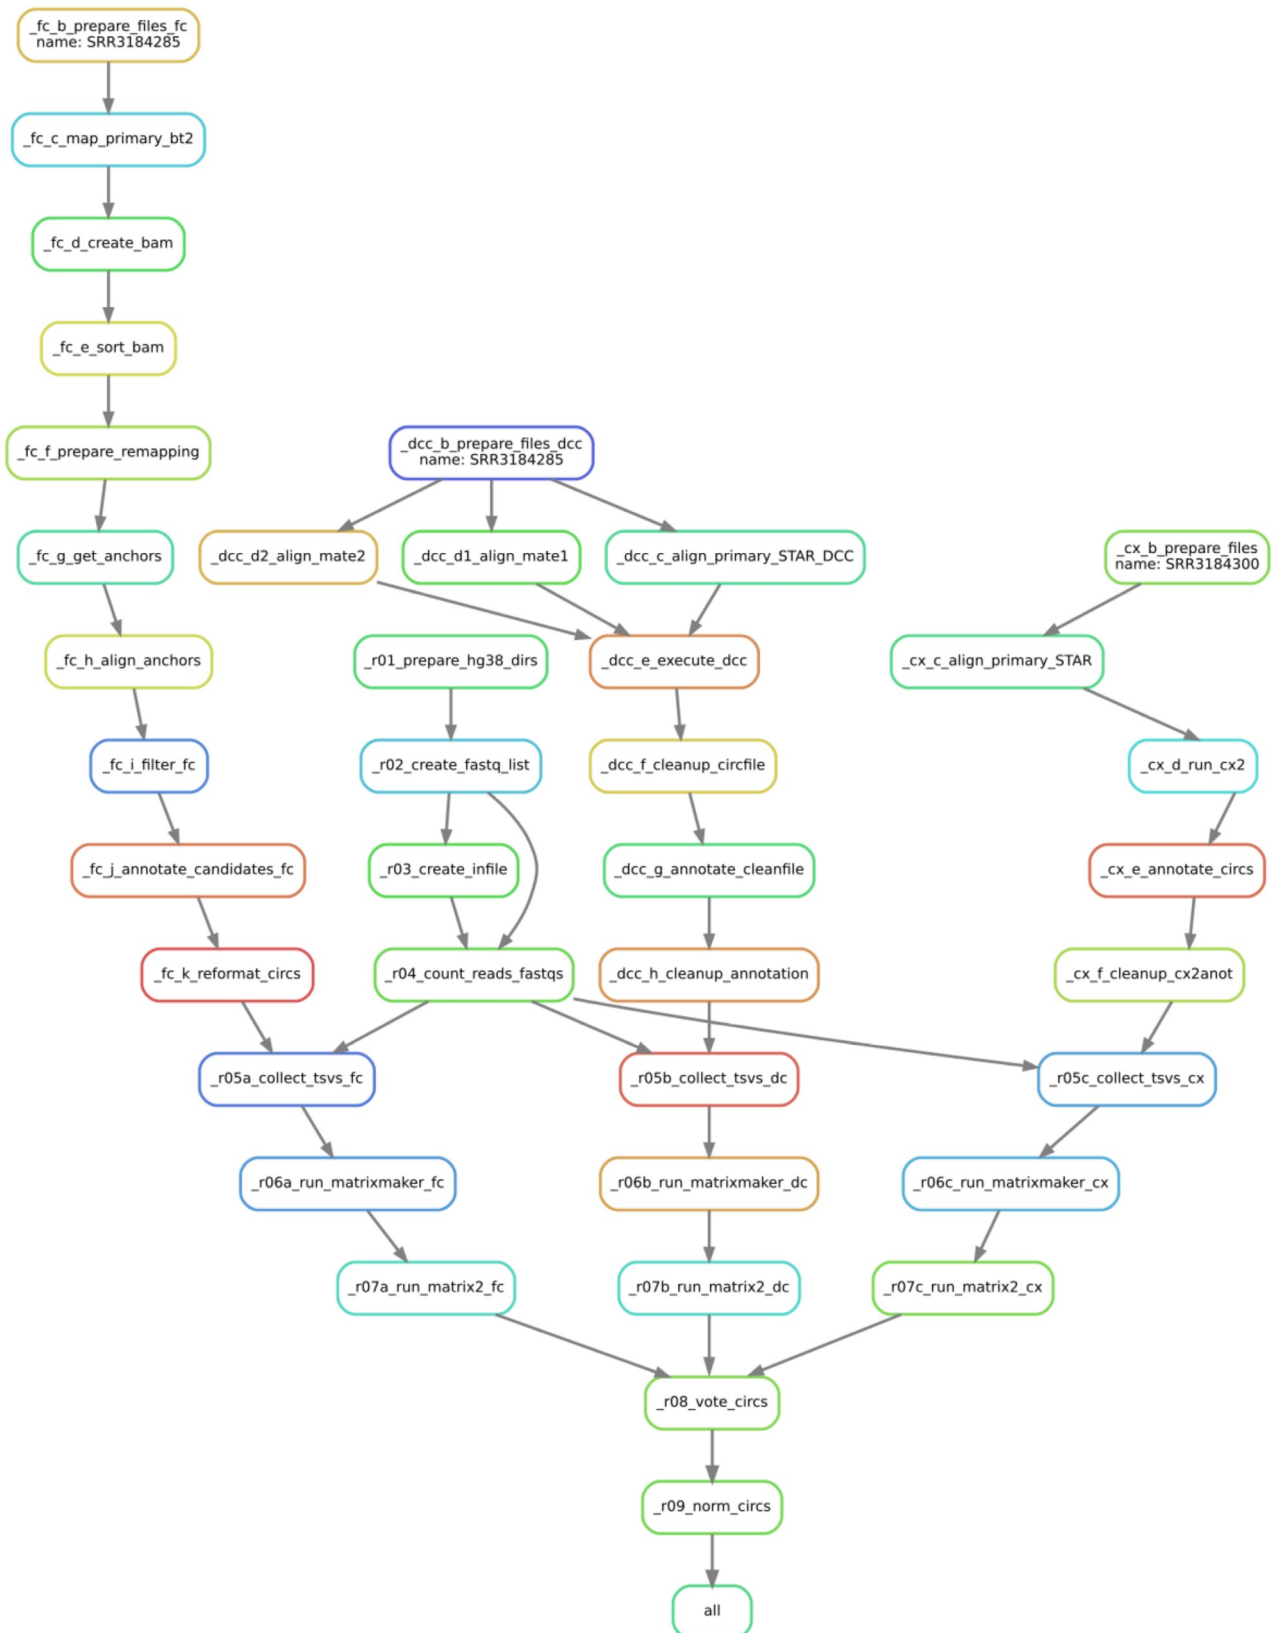 _fc_b_prepare_files_fc
name: SRR3184285
_fc_c_map_primary_bt2
_fc_d_create_bam
_fc_e_sort_bam
_fc_f_prepare_remapping
_dcc_b_prepare_files_dcc
name: SRR3184285
_fc_g_get_anchors
_dcc_d2_align_mate2
_dcc_d1_align_mate1
_dcc_c_align_primary_STAR_DCC
_cx_b_prepare_files
name: SRR3184300
_fc_h_align_anchors
_r01_prepare_hg38_dirs
_dcc_e_execute_dcc
_cx_c_align_primary_STAR
_fc_i_filter_fc
_r02_create_fastq_list
_dcc_f_cleanup_circfile
_cx_d_run_cx2
_fc_j_annotate_candidates_fc
_r03_create_infile
_dcc_g_annotate_cleanfile
_cx_e_annotate_circs
_fc_k_reformat_circs
_r04_count_reads_fastqs
_dcc_h_cleanup_annotation
_cx_f_cleanup_cx2anot
_r05a_collect_tsvs_fc
_r05b_collect_tsvs_dc
_r05c_collect_tsvs_cx
_r06a_run_matrixmaker_fc
_r06b_run_matrixmaker_dc
_r06c_run_matrixmaker_cx
_r07a_run_matrix2_fc
_r07b_run_matrix2_dc
_r07c_run_matrix2_cx
_r08_vote_circs
_r09_norm_circs
all